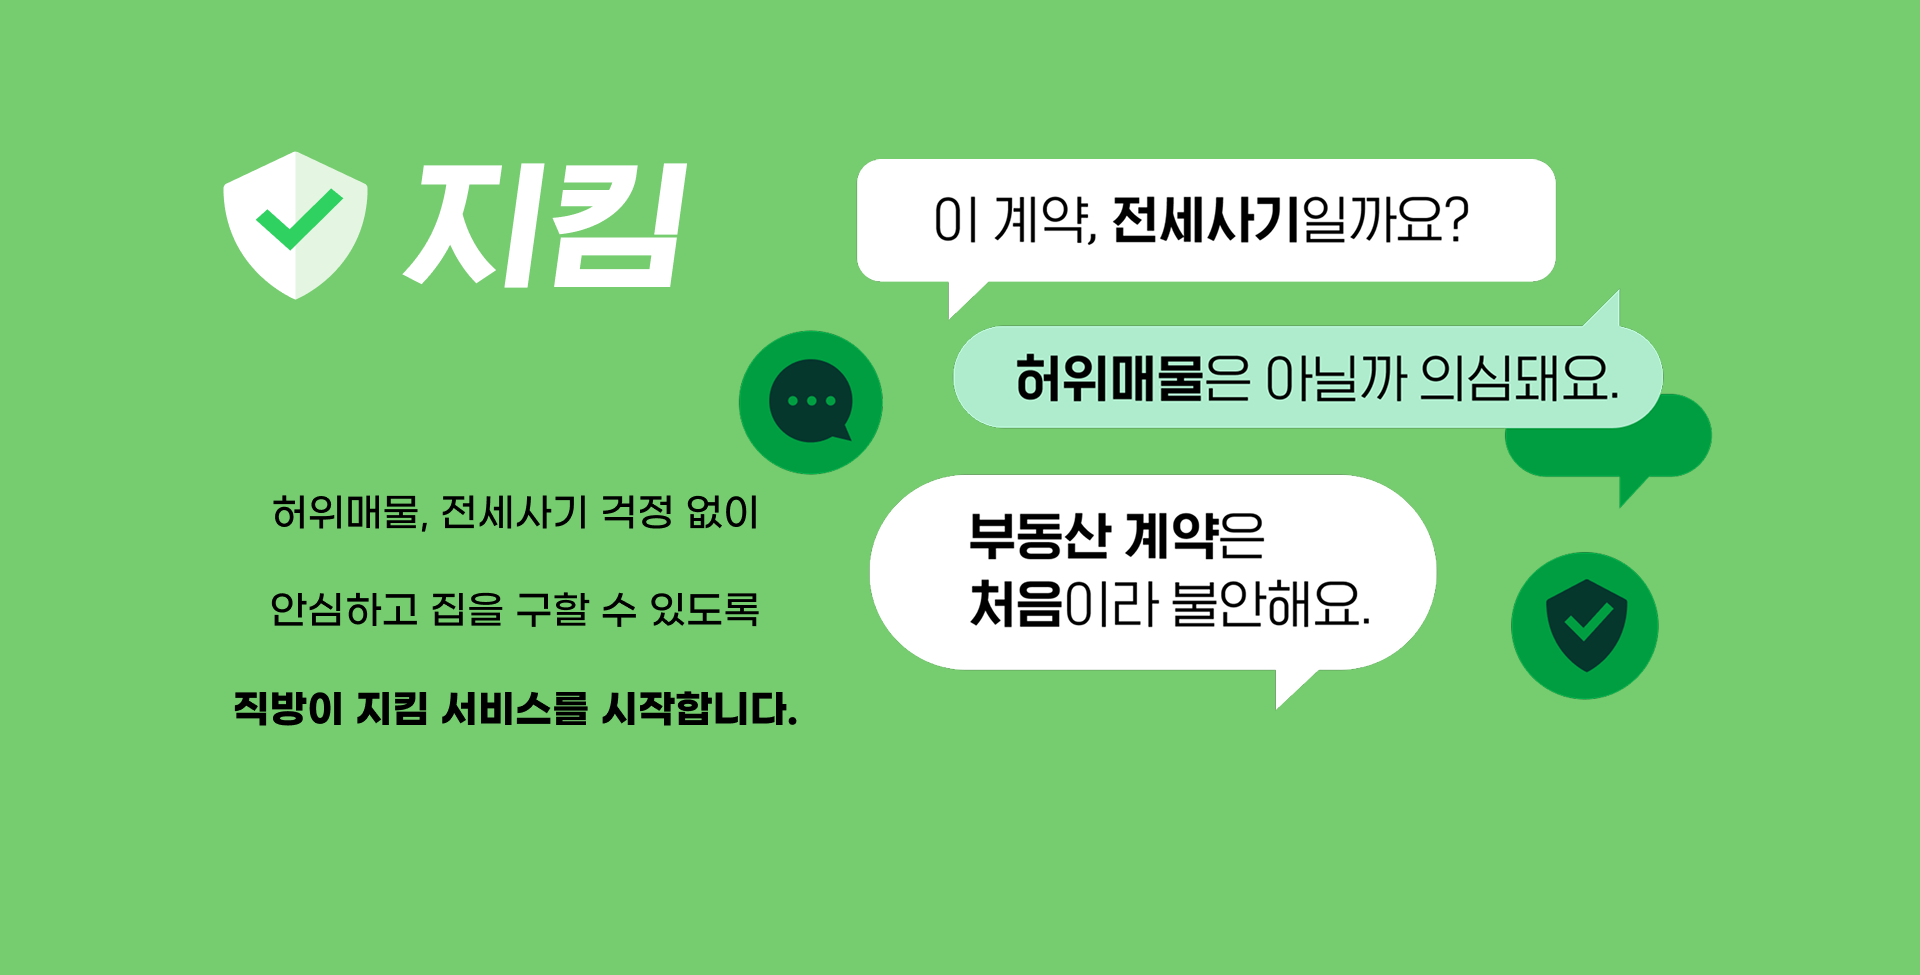 지킴
허위매물, 전세사기 걱정 없이
안심하고 집을 구할 수 있도록
직방이 지킴 서비스를 시작합니다.
이 계약, 전세사기일까요?
허위매물은 아닐까 의심돼요.
부동산 계약은
처음이라 불안해요.